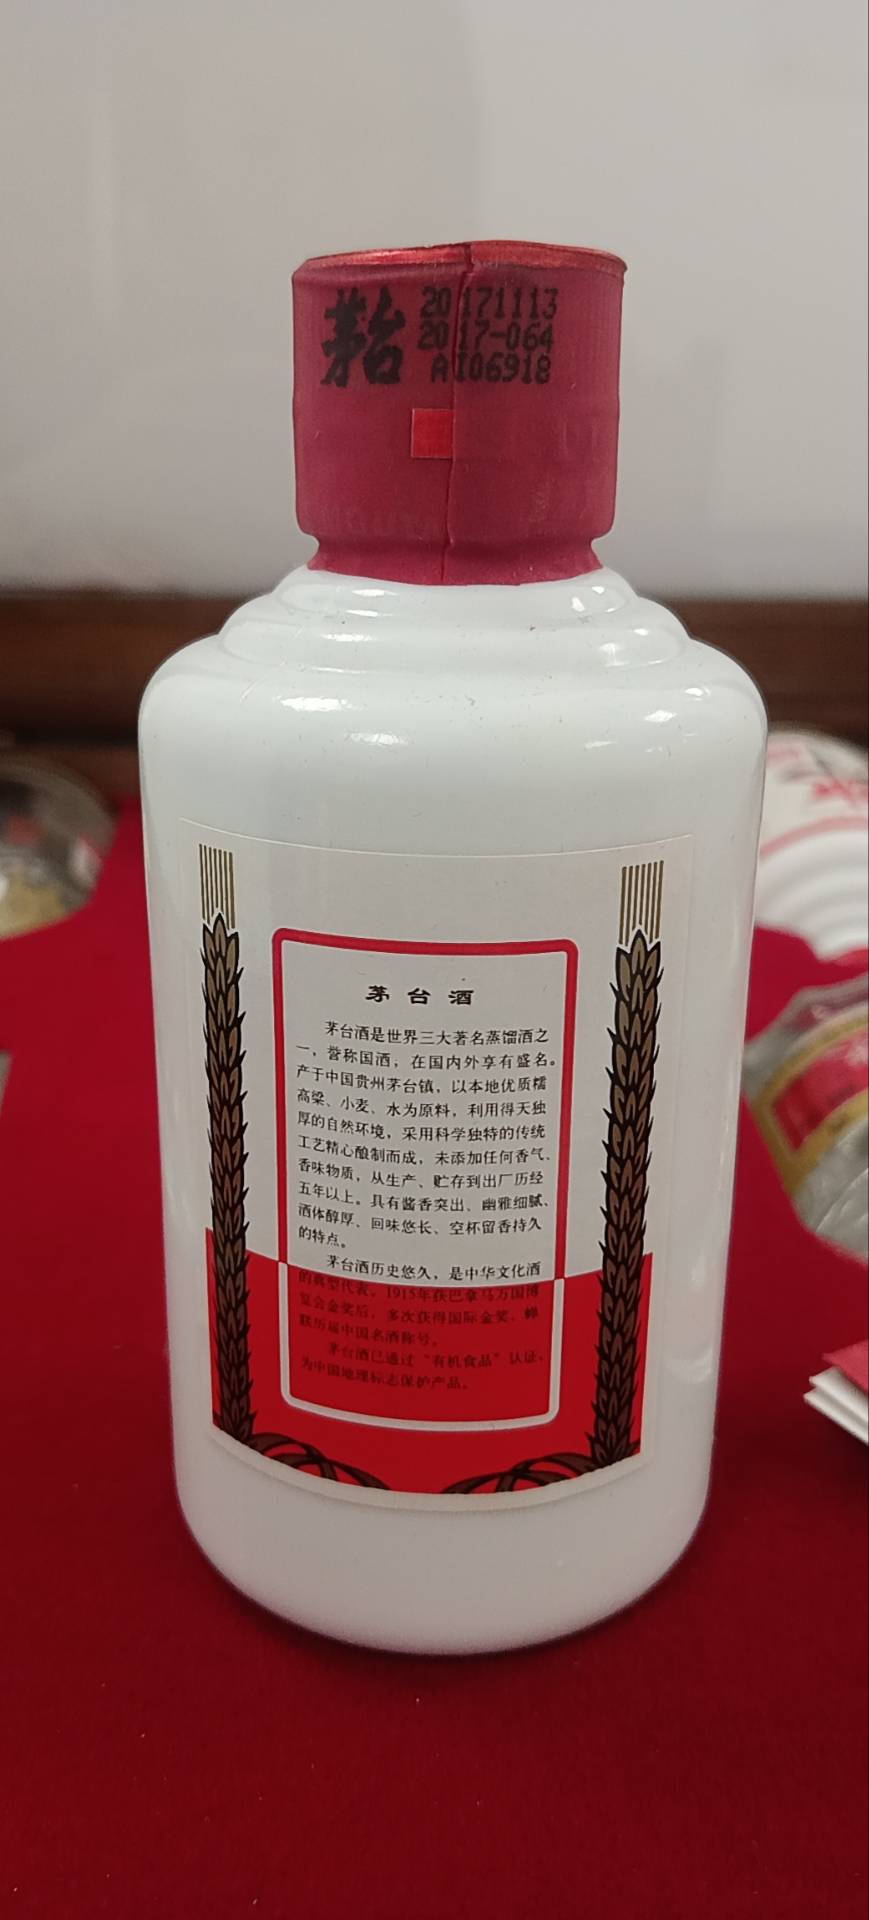 茅台
20171113
2017-064
AI06918
茅台酒
茅台酒是世界三大著名蒸馏酒之
一，誉称国酒，在国内外享有盛名。
产于中国贵州茅台镇，以本地优质糯
高粱、小麦、水为原料，利用得天独
厚的自然环境，采用科学独特的传统
工艺精心酿制而成，未添加任何香气、
香味物质，从生产、贮存到出厂历经
五年以上。具有酱香突出、幽雅细腻、
酒体醇厚、回味悠长、空杯留香持久
的特点。
茅台酒历史悠久，是中华文化酒
的典型代表。1915年获巴拿马万国博
览会金奖后，多次获得国际金奖，蝉
联历届中国名酒称号。
茅台酒已通过“有机食品”认证、
为中国地理标志保护产品。